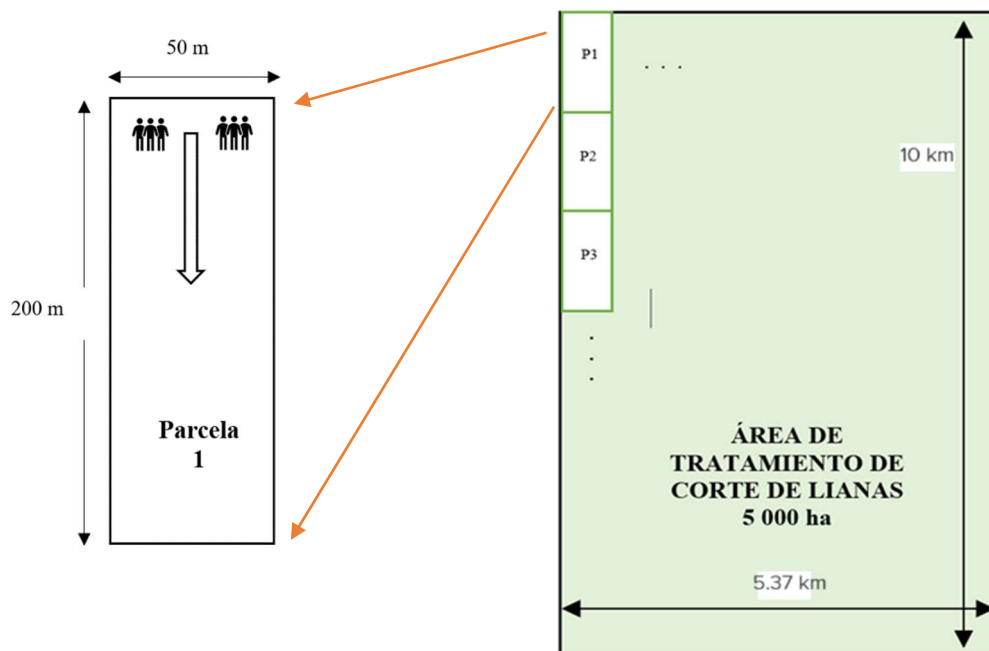 50 m
200 m
Parcela
1
P1
. . .
P2
P3
.
.
.
10 km
ÁREA DE
TRATAMIENTO DE
CORTE DE LIANAS
5 000 ha
5.37 km